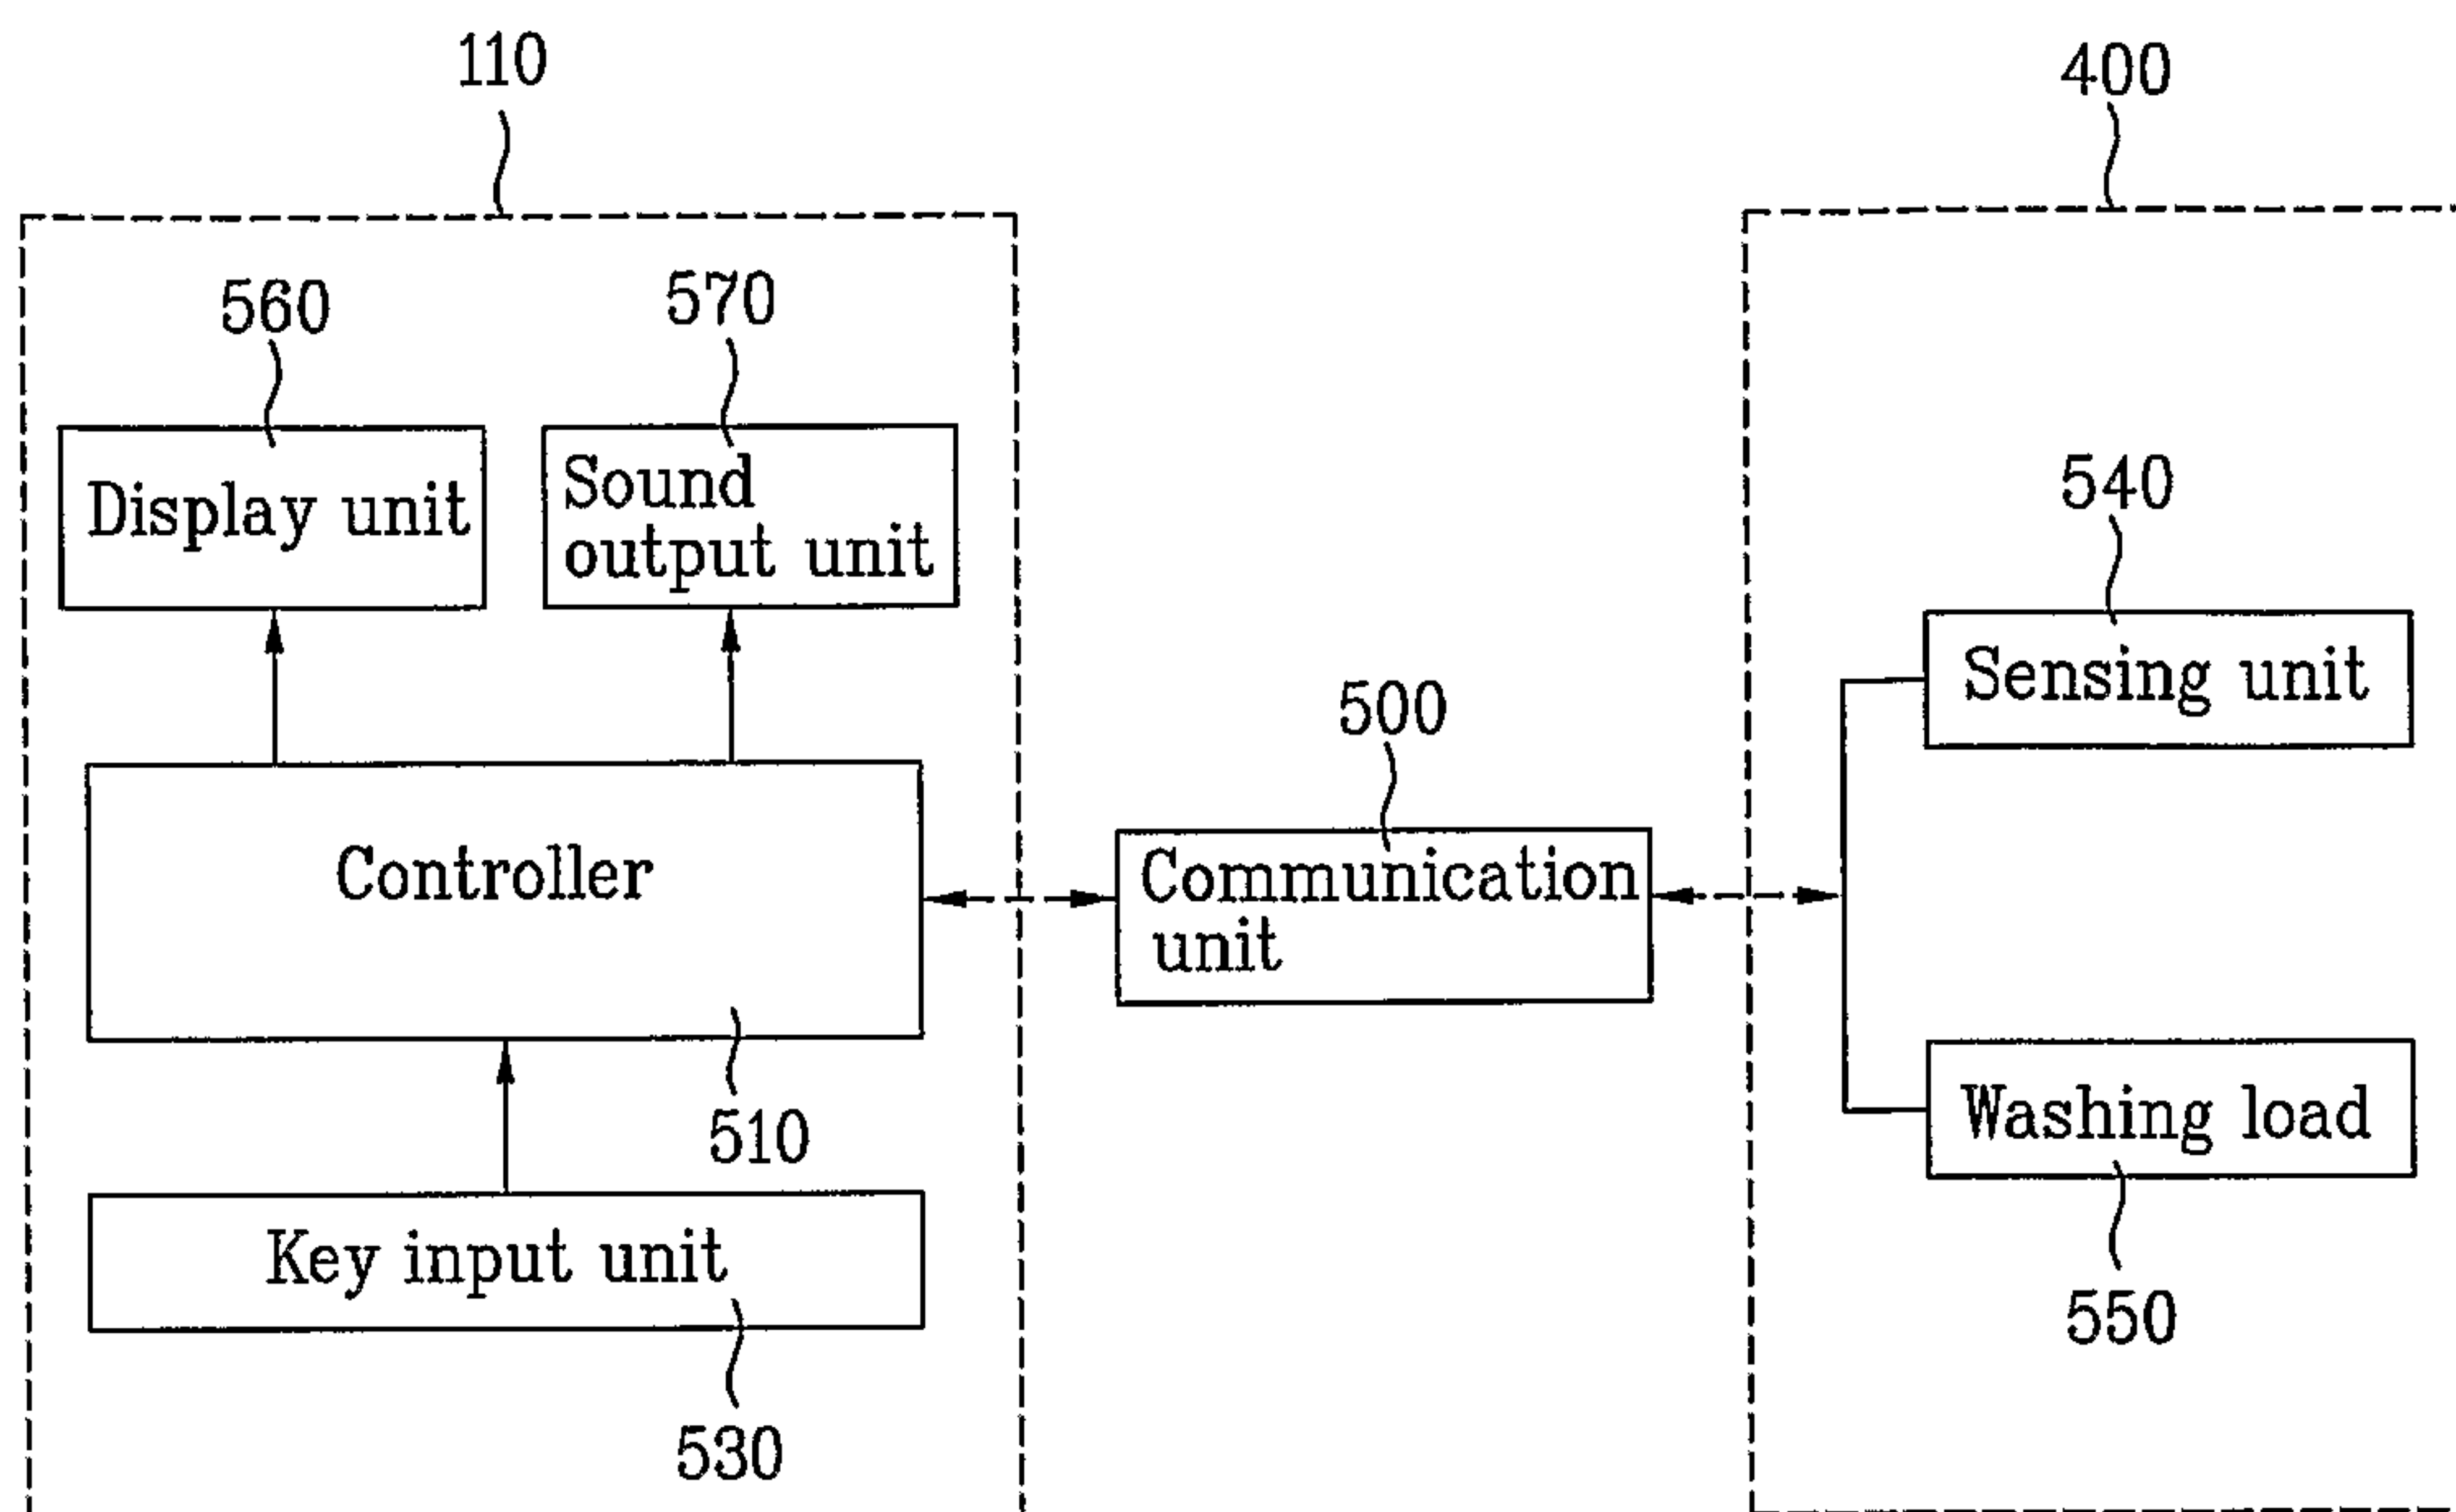 110
400
560
570
Display unit
Sound
output unit
540
Sensing unit
500
Controller
Communication
unit
510
Washing load
Key input unit
550
530